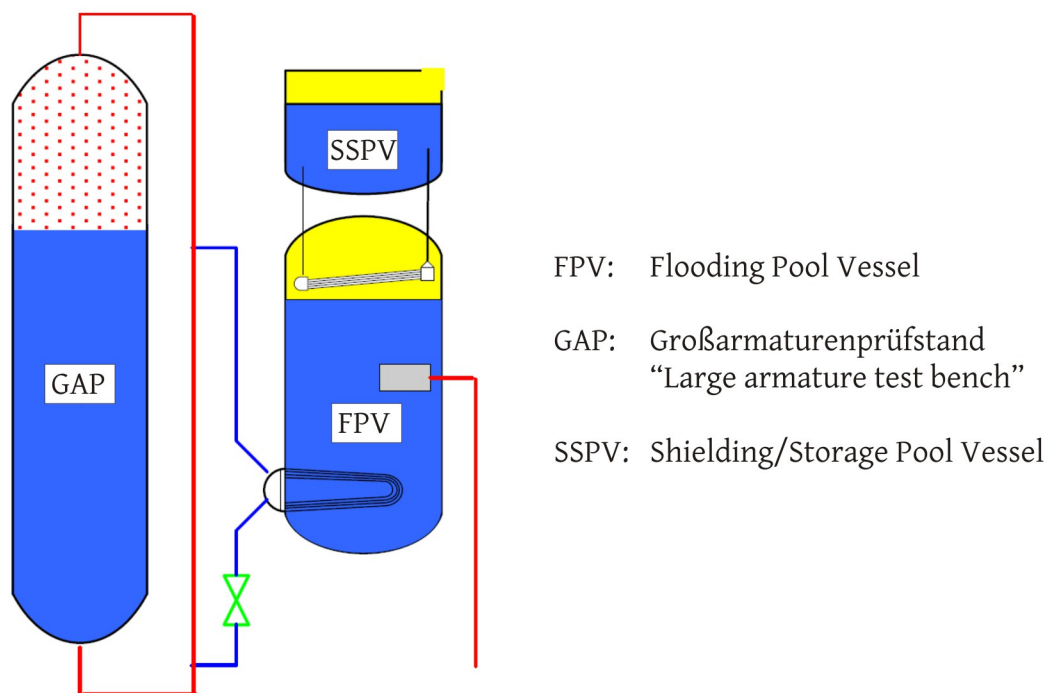 SSPV
GAP
FPV
FPV: Flooding Pool Vessel
GAP: Großarmaturenprüfstand
“Large armature test bench”
SSPV: Shielding/Storage Pool Vessel